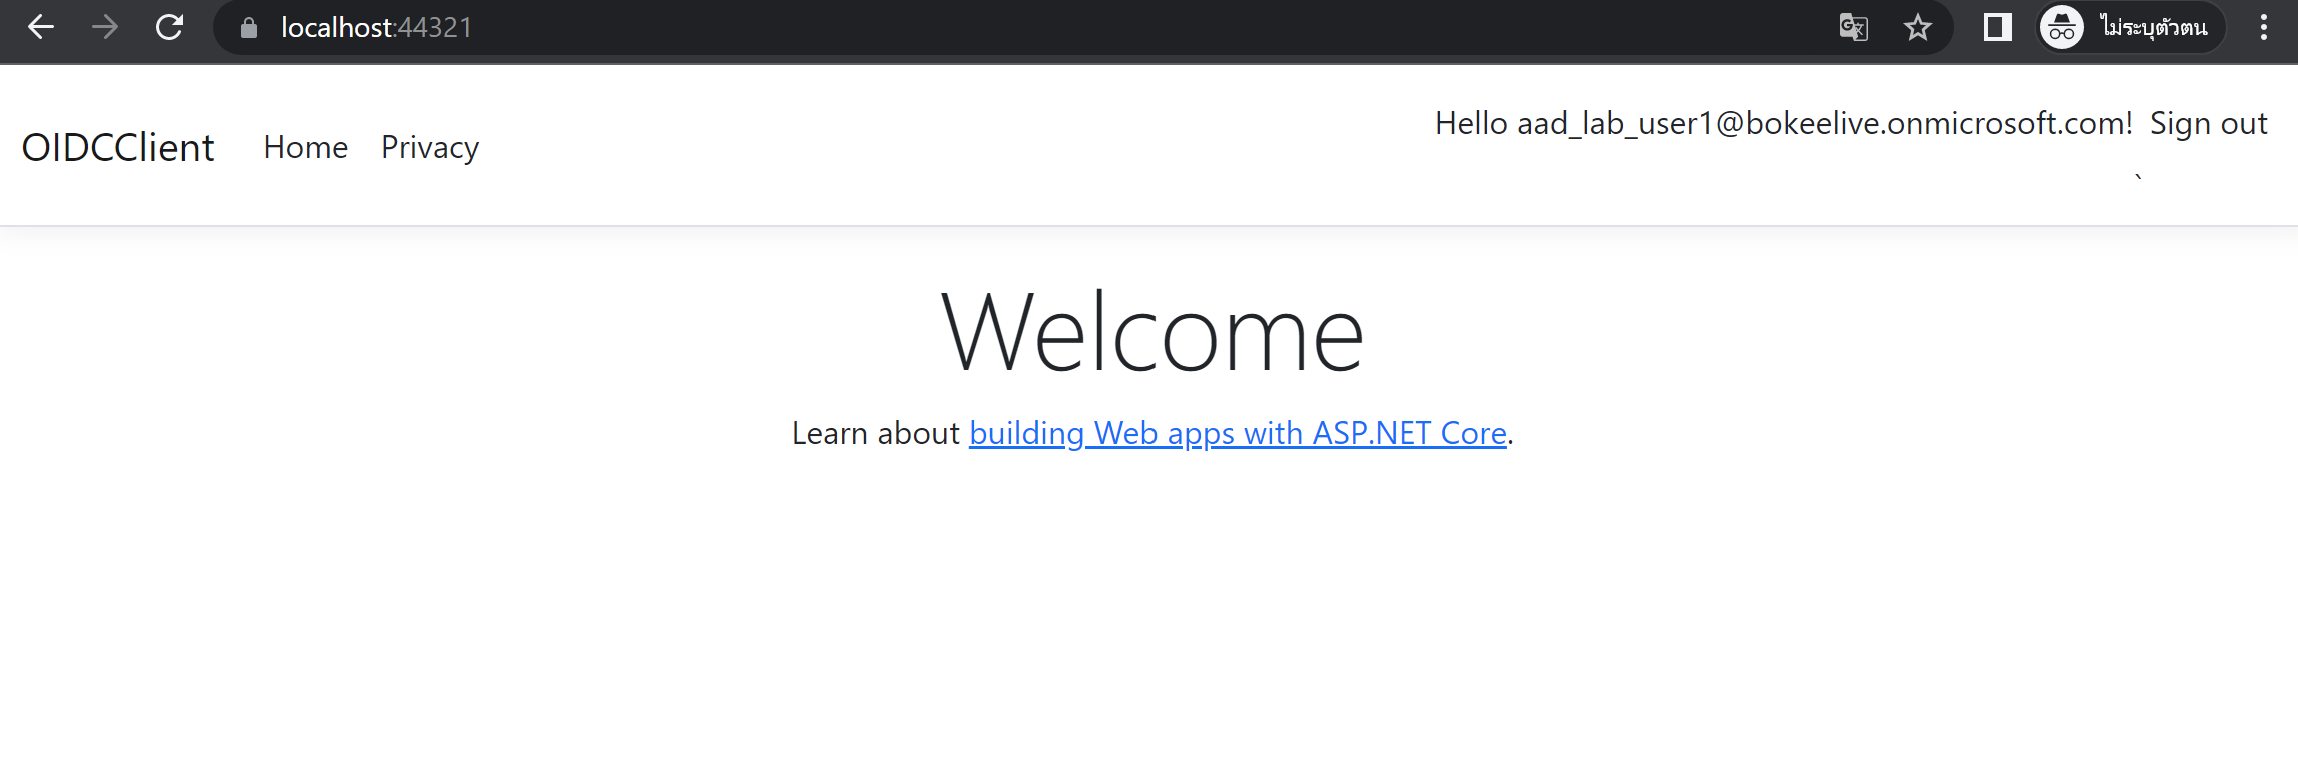 localhost:44321
ไม่ระบุตัวตน
OIDCClient Home Privacy
Hello aad_lab_user1@bokeelive.onmicrosoft.com! Sign out
`
Welcome
Learn about building Web apps with ASP.NET Core.